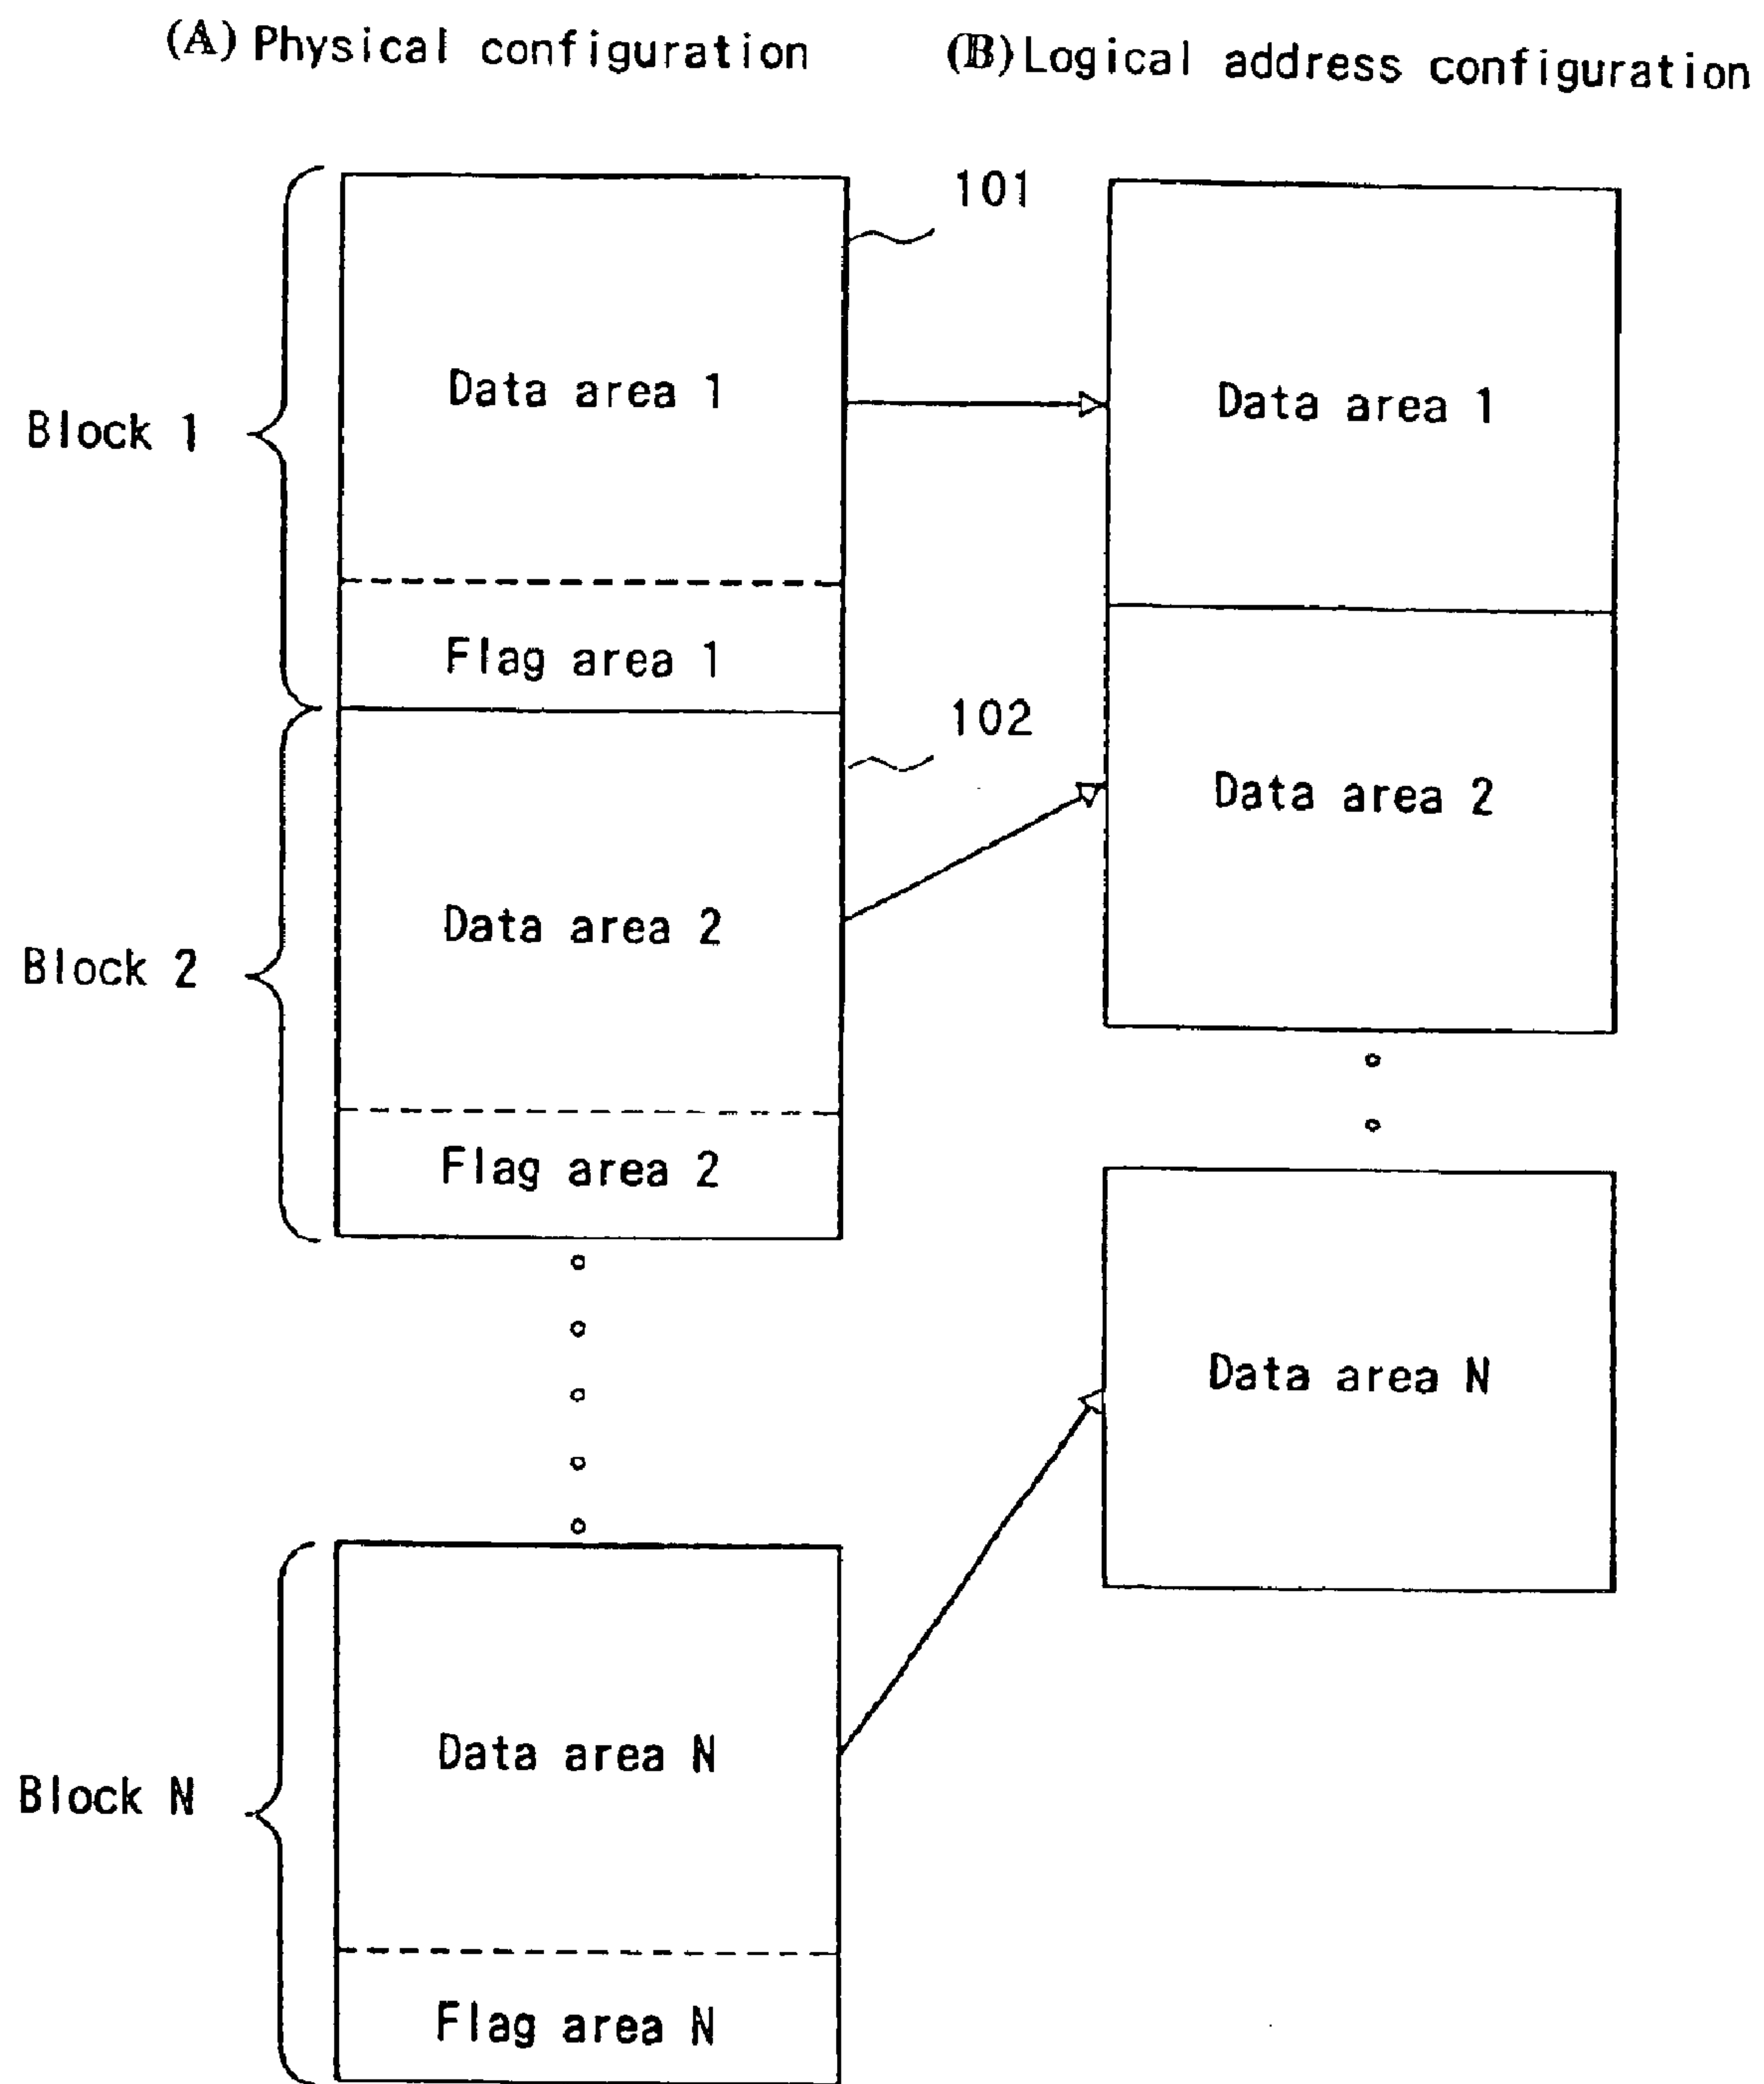 (A) Physical configuration
(B) Logical address configuration
101
Block 1
Data area 1
Data area 1
Flag area 1
102
Block 2
Data area 2
Data area 2
Flag area 2
Data area N
Block N
Data area N
Flag area N